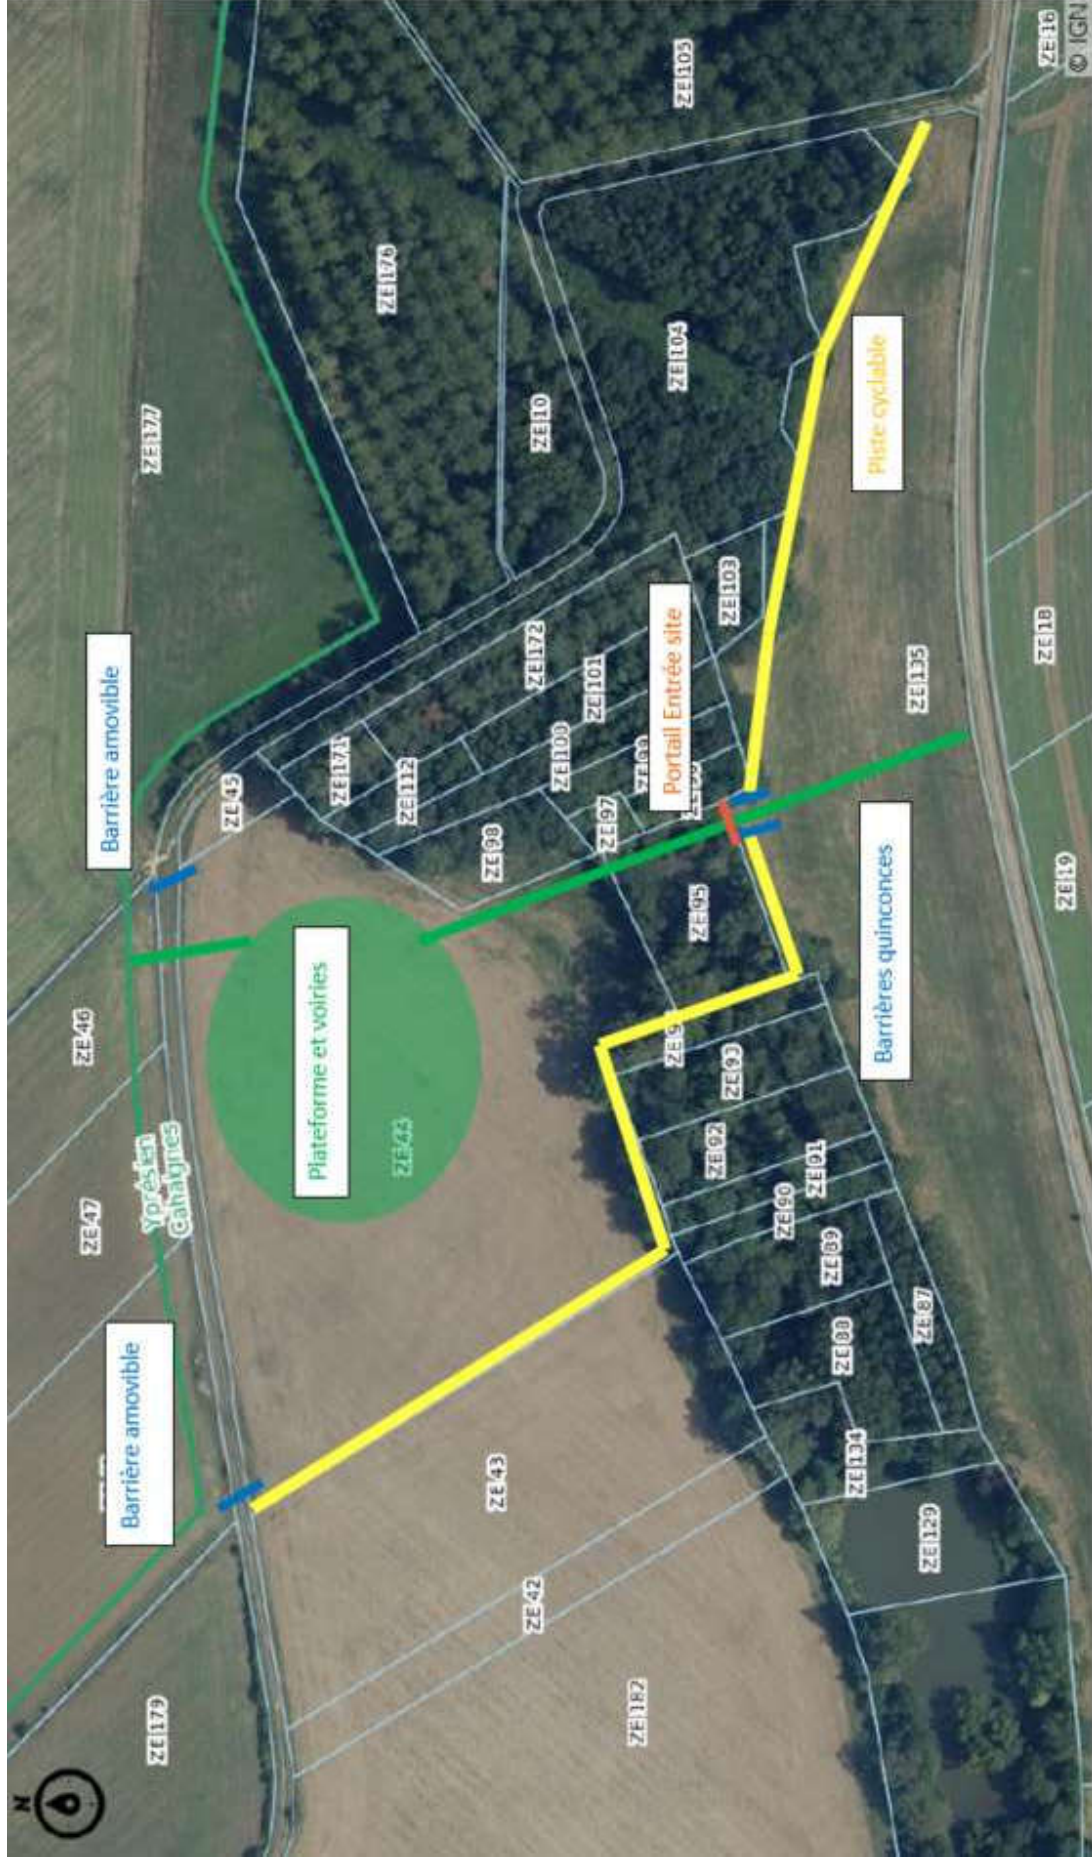 N
ZE 179
Barrière amovible
ZE 47
ZE 46
Barrière amovible
ZE 177
Yprésien
Cahaignes
ZE 45
Plateforme et voiries
ZE 171
ZE 176
ZE 112
ZE 43
ZE 98
ZE 42
ZE 172
ZE 10
ZE 100
ZE 101
ZE 97
ZE 182
Portail Entrée site
ZE 104
ZE 105
ZE 95
ZE 92
ZE 93
ZE 103
ZE 90
ZE 91
ZE 89
ZE 88
ZE 134
Barrières quinconces
Piste cyclable
ZE 87
ZE 129
ZE 135
ZE 18
ZE 16
ZE 19
© IGN